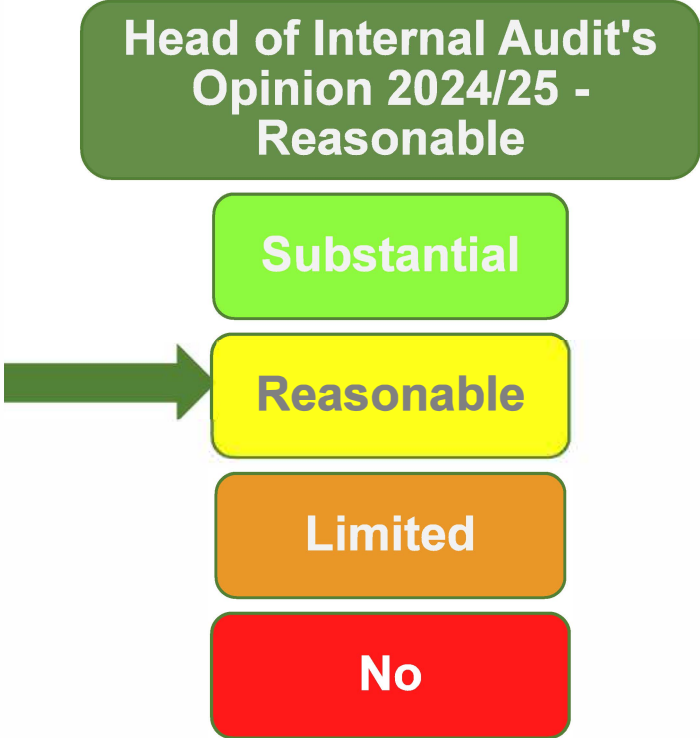 Head of Internal Audit's
Opinion 2024/25 -
Reasonable
Substantial
Reasonable
Limited
No